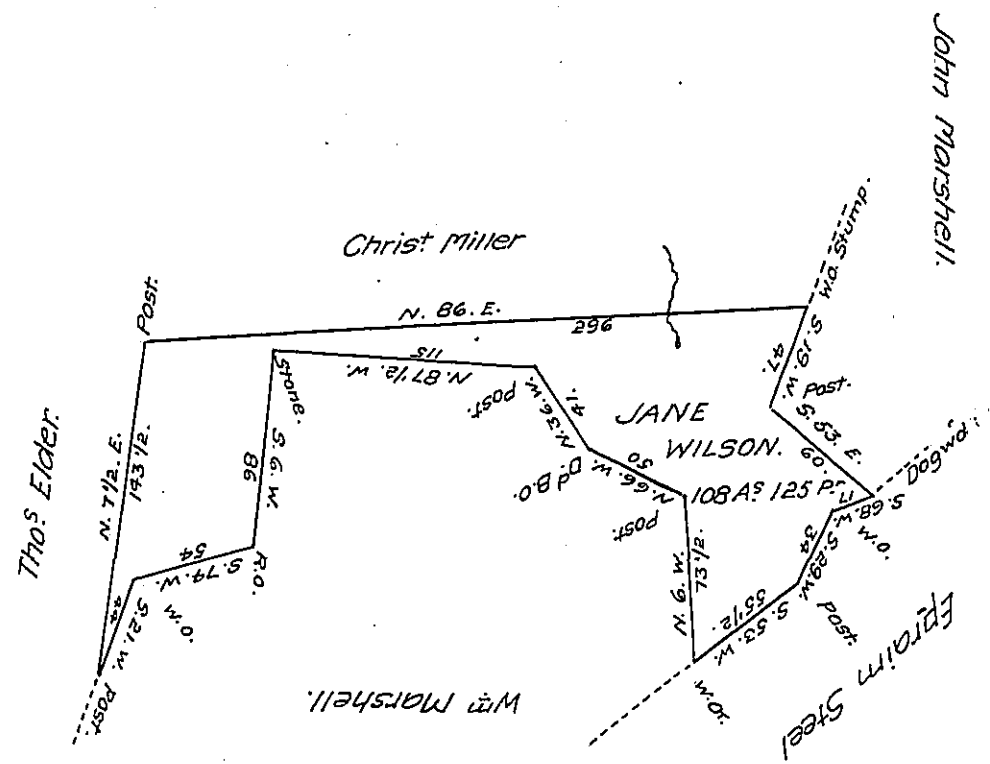 John Marshell.
Christ Miller
Post.
W.O. Stump.
N. 86. E.
296
S. 19. W.
47.
Post.
S. 53. E.
60
Dogwd:
S. 68. W.
17
W.O.
S. 29. W.
34
Post.
S. 53. W.
55 1/2.
W.Or.
Epraim Steel
N. 6. W.
73 1/2
Post.
N. 66. W.
50
Dd B.O.
N. 36. W.
41.
Post.
N. 87 1/2. W.
115
Stone.
S. 6. W.
86
R.O.
S. 74. W.
54
W.O.
S. 21. W.
44
Post.
N. 7 1/2. E.
143 1/2.
Thos Elder.
JANE
WILSON.
108 As 125 Ps
Wm Marshell.